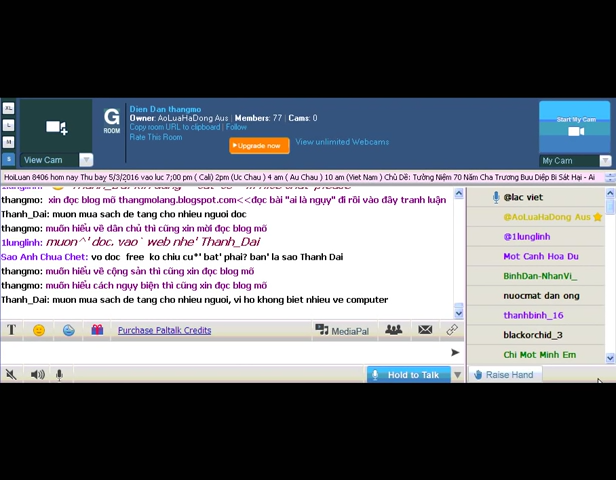 XL
L
M
S
View Cam
G
ROOM
Dien Dan thangmo
Owner: AoLuaHaDong Aus | Members: 77 | Cams: 0
Copy room URL to clipboard | Follow
Rate This Room
Upgrade now
View unlimited Webcams
Start My Cam
My Cam
HoiLuan 8406 hom nay Thu bay 5/3/2016 vao luc 7;00 pm ( Cali) 2pm (Uc Chau ) 4 am ( Au Chau ) 10 am (Viet Nam ) Chủ Đề: Tường Niệm 70 Năm Cha Trương Buu Diệp Bi Sát Hại - Ai
thangmo: xin đọc blog mõ thangmolang.blogspot.com<<đọc bài "ai là ngụy" đi rồi vào đây tranh luận
Thanh_Dai: muon mua sach de tang cho nhieu nguoi doc
thangmo: muốn hiểu về dân chủ thì cũng xin mời đọc blog mõ
1lunglinh: muon^' doc. vao` web nhe' Thanh_Dai
Sao Anh Chua Chet: vo doc free ko chiu cu*' bat' phai? ban' la sao Thanh Dai
thangmo: muốn hiểu về cộng sản thì cũng xin đọc blog mõ
thangmo: muốn hiểu cách ngụy biện thì cũng xin đọc blog mõ
Thanh_Dai: muon mua sach de tang cho nhieu nguoi, vi ho khong biet nhieu ve computer
T
Purchase Paltalk Credits
MediaPal
Hold to Talk
@lac viet
@AoLuaHaDong Aus
@1lunglinh
Mot Canh Hoa Du
BinhDan-NhanVi_
nuocmat dan ong
thanhbinh_16
blackorchid_3
Chi Mot Minh Em
Raise Hand